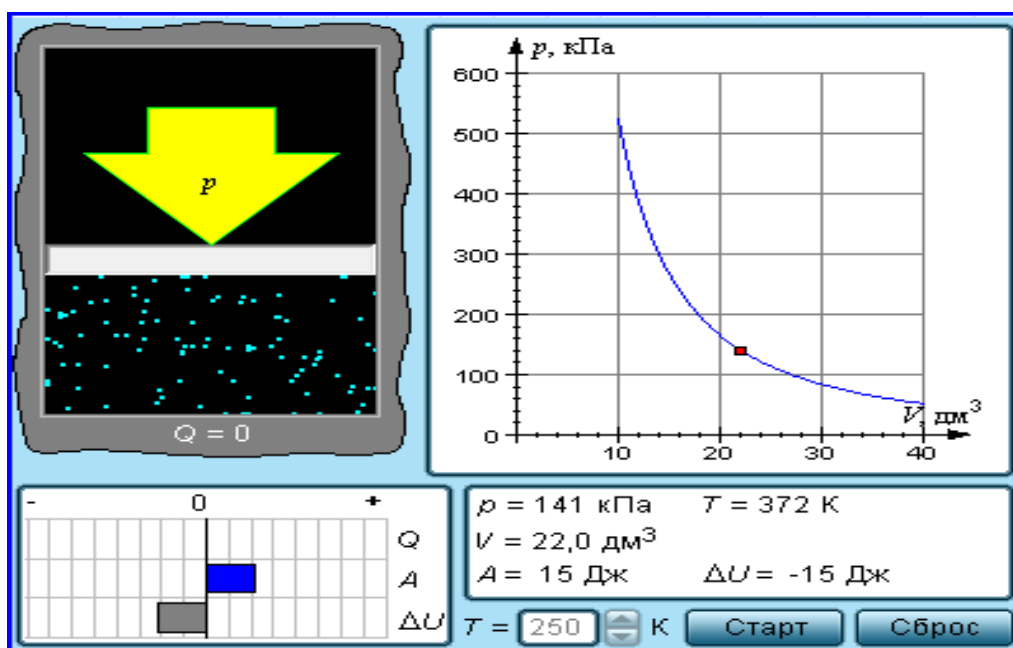 p
Q = 0
p, кПа
600
500
400
300
200
100
0
10 20 30 40
V, дм³
- 0 +
Q
A
ΔU
p = 141 кПа T = 372 К
V = 22,0 дм³
A = 15 Дж ΔU = -15 Дж
T = 250 К Старт Сброс